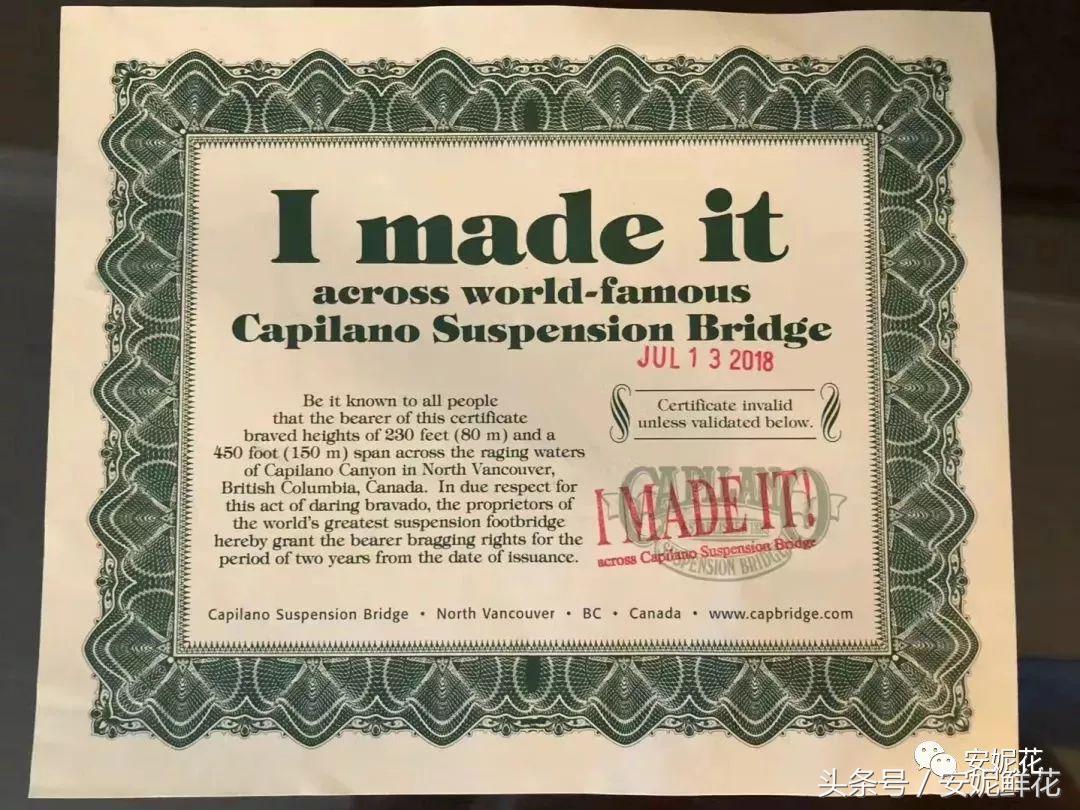 I made it
across world-famous
Capilano Suspension Bridge
JUL 13 2018
Be it known to all people
that the bearer of this certificate
braved heights of 230 feet (80 m) and a
450 foot (150 m) span across the raging waters
of Capilano Canyon in North Vancouver,
British Columbia, Canada. In due respect for
this act of daring bravado, the proprietors of
the world's greatest suspension footbridge
hereby grant the bearer bragging rights for the
period of two years from the date of issuance.
Certificate invalid
unless validated below.
CAPILANO
SUSPENSION BRIDGE
I MADE IT!
across Capilano Suspension Bridge
Capilano Suspension Bridge • North Vancouver • BC • Canada • www.capbridge.com
安妮花
头条号 / 安妮鲜花